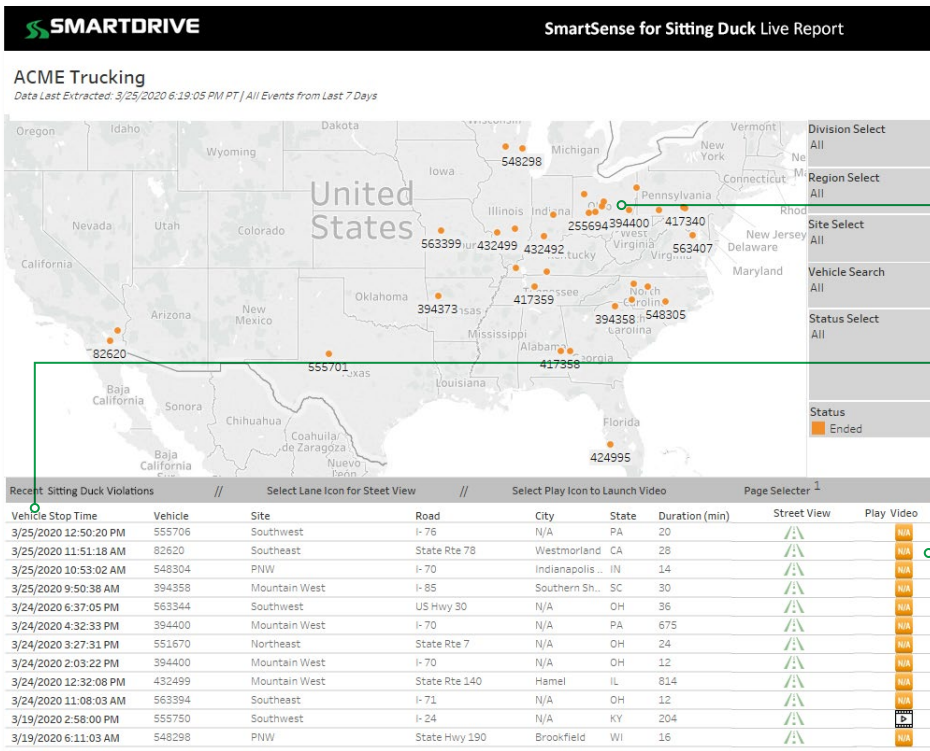 SMARTDRIVE
SmartSense for Sitting Duck Live Report
ACME Trucking
Data Last Extracted: 3/25/2020 6:19:05 PM PT | All Events from Last 7 Days
Oregon
Idaho
Dakota
Vermont
Wyoming
Michigan
New York
548298
Iowa
Connecticut
United States
Pennsylvania
Illinois
Indiana
Nevada
Utah
Colorado
255694
394400
417340
New Jersey
563399
432499
432492
West Virginia
563407
Delaware
California
Maryland
Oklahoma
417359
North
Arizona
New Mexico
394373
394358
548305
Mississippi
Alabama
82620
555701
417358
Louisiana
Baja California
Sonora
Chihuahua
Coahuila
de Zaragoza
Florida
Baja California
Nuevo León
424995
Division Select
All
Region Select
All
Site Select
All
Vehicle Search
All
Status Select
All
Status
Ended
Recent Sitting Duck Violations // Select Lane Icon for Steet View // Select Play Icon to Launch Video Page Selecter 1
Vehicle Stop Time Vehicle Site Road City State Duration (min) Street View Play Video
3/25/2020 12:50:20 PM 555706 Southwest I- 76 N/A PA 20 N/A
3/25/2020 11:51:18 AM 82620 Southeast State Rte 78 Westmorland CA 28 N/A
3/25/2020 10:53:02 AM 548304 PNW I- 70 Indianapolis .. IN 14 N/A
3/25/2020 9:50:38 AM 394358 Mountain West I- 85 Southern Sh.. SC 30 N/A
3/24/2020 6:37:05 PM 563344 Southwest US Hwy 30 N/A OH 36 N/A
3/24/2020 4:32:33 PM 394400 Mountain West I- 70 N/A PA 675 N/A
3/24/2020 3:27:31 PM 551670 Northeast State Rte 7 N/A OH 24 N/A
3/24/2020 2:03:22 PM 394400 Mountain West I- 70 N/A OH 12 N/A
3/24/2020 12:32:08 PM 432499 Mountain West State Rte 140 Hamel IL 814 N/A
3/24/2020 11:08:03 AM 563394 Southeast I- 71 N/A OH 12 N/A
3/19/2020 2:58:00 PM 555750 Southwest I- 24 N/A KY 204
3/19/2020 6:11:03 AM 548298 PNW State Hwy 190 Brookfield WI 16 N/A